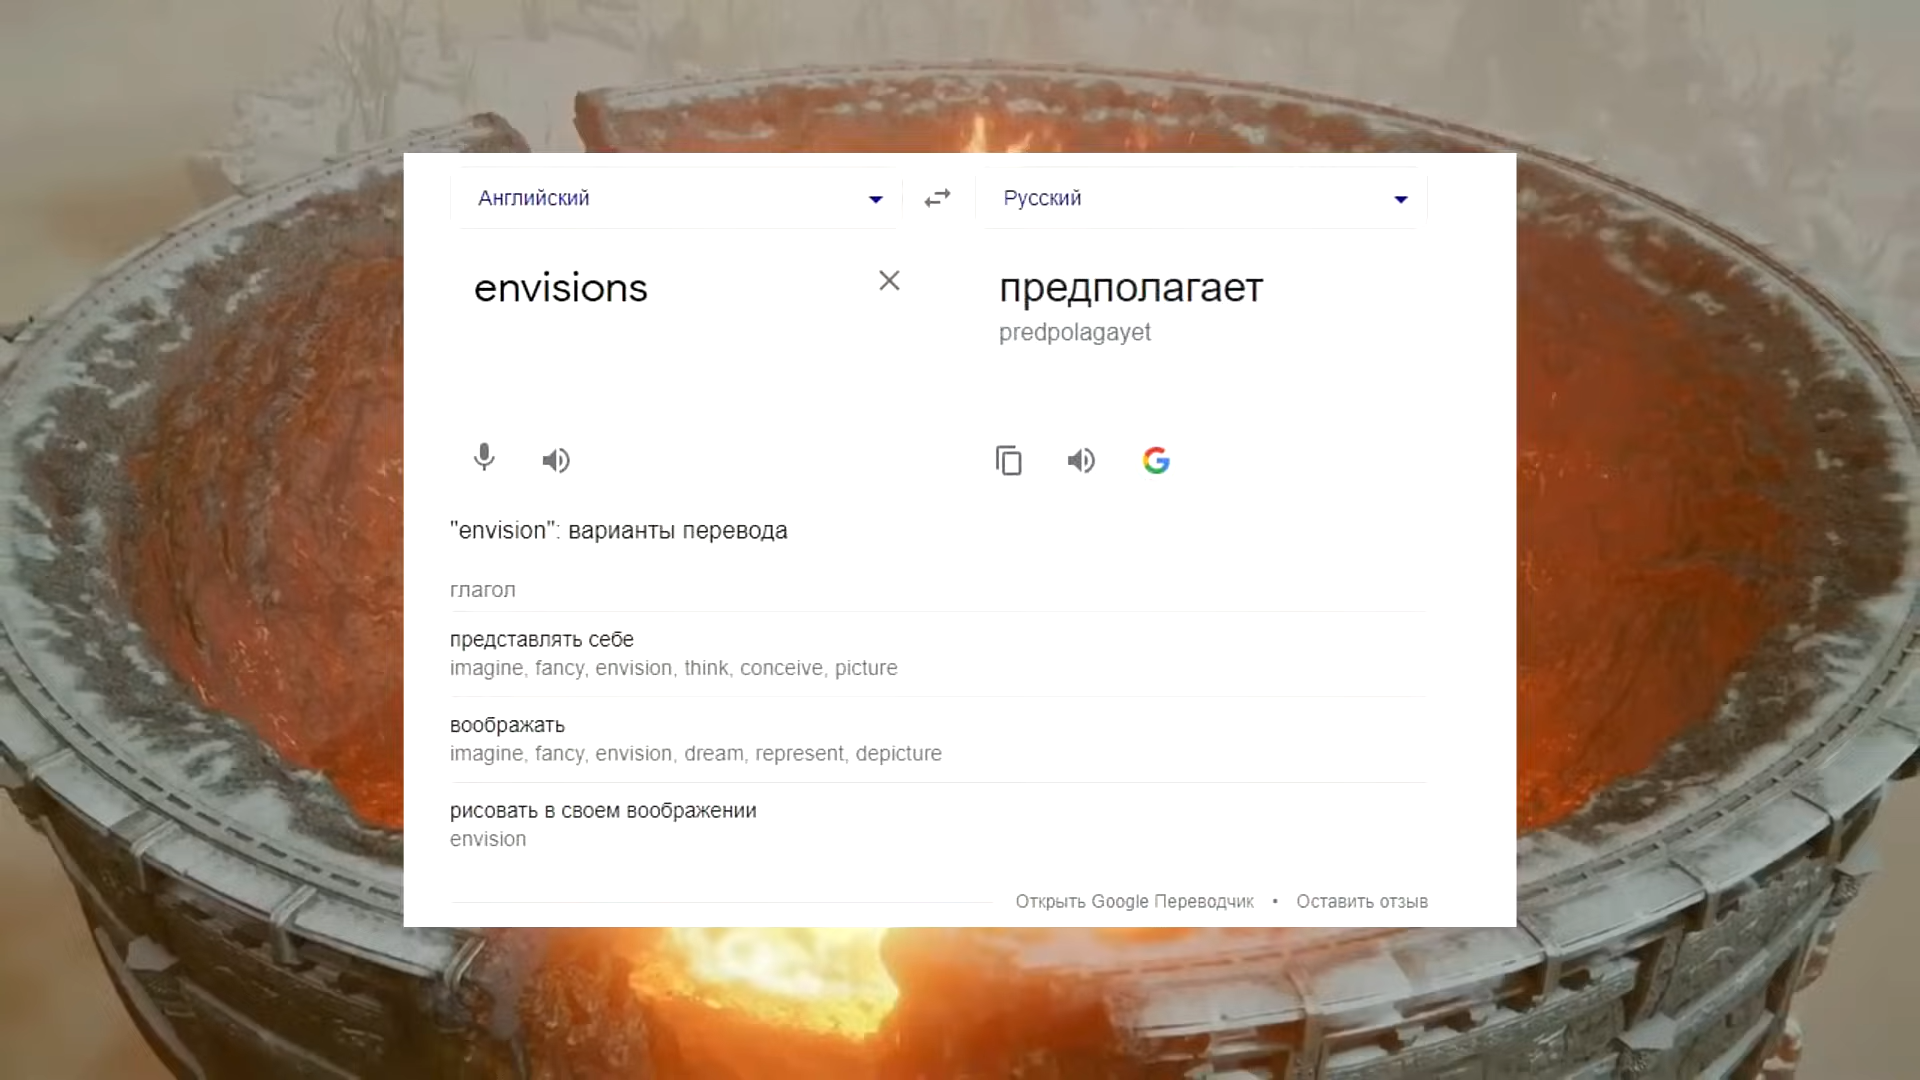 Английский
Русский
envisions
предполагает
predpolagayet
"envision": варианты перевода
глагол
представлять себе
imagine, fancy, envision, think, conceive, picture
воображать
imagine, fancy, envision, dream, represent, depicture
рисовать в своем воображении
envision
Открыть Google Переводчик • Оставить отзыв